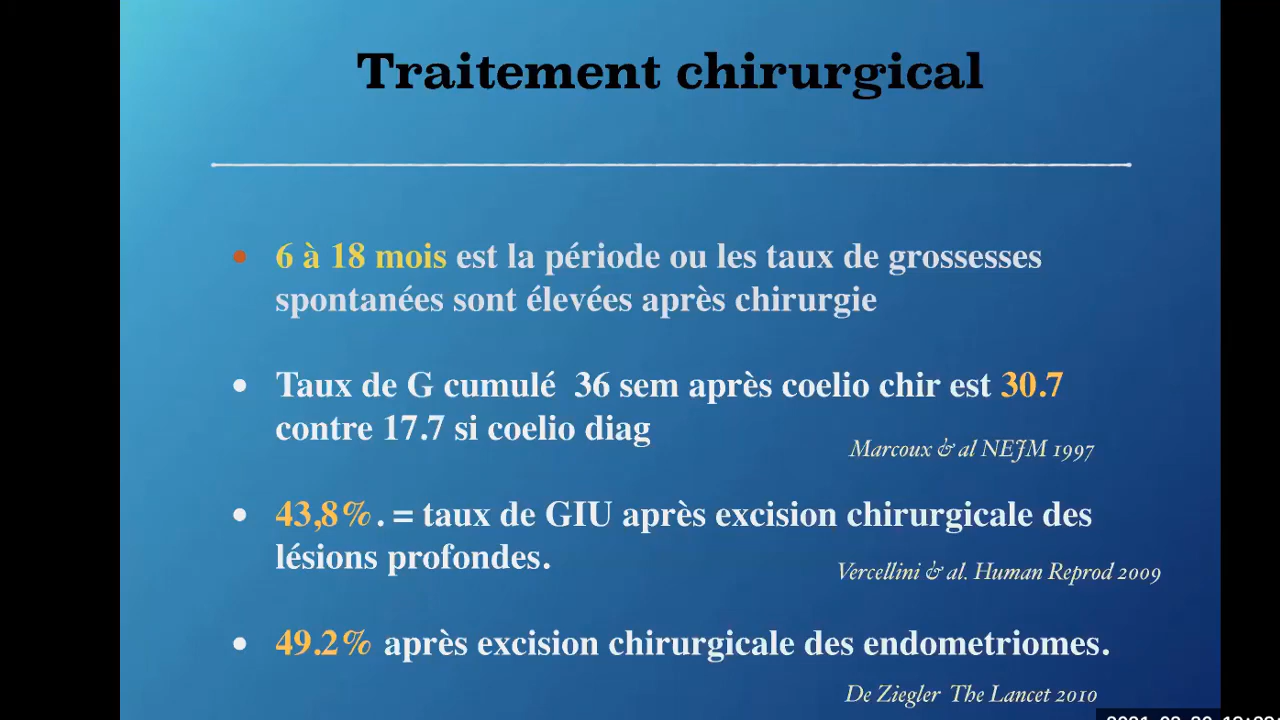 Traitement chirurgical
• 6 à 18 mois est la période ou les taux de grossesses
spontanées sont élevées après chirurgie
• Taux de G cumulé 36 sem après coelio chir est 30.7
contre 17.7 si coelio diag
Marcoux & al NEJM 1997
• 43,8%. = taux de GIU après excision chirurgicale des
lésions profondes.
Vercellini & al. Human Reprod 2009
• 49.2% après excision chirurgicale des endometriomes.
De Ziegler The Lancet 2010